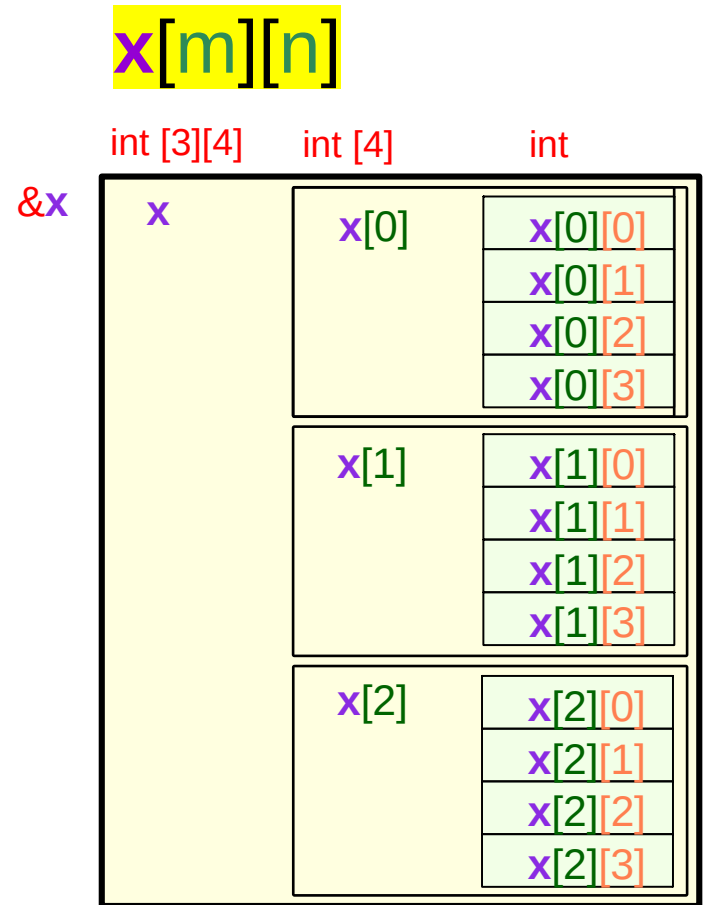 x[m][n]
int [3][4] int [4] int
&x x x[0] x[0][0]
x[0][1]
x[0][2]
x[0][3]
x[1] x[1][0]
x[1][1]
x[1][2]
x[1][3]
x[2] x[2][0]
x[2][1]
x[2][2]
x[2][3]